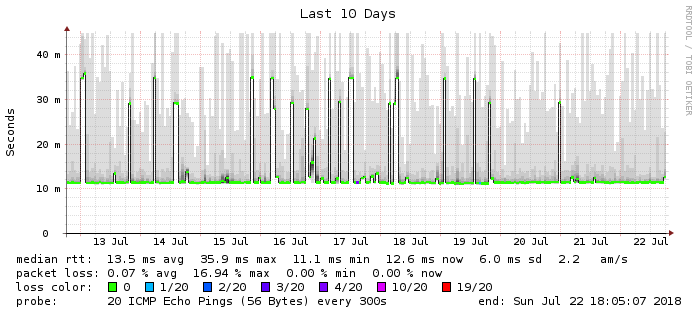 Last 10 Days
RRDTOOL / TOBI OETIKER
Seconds
40 m
30 m
20 m
10 m
0
13 Jul 14 Jul 15 Jul 16 Jul 17 Jul 18 Jul 19 Jul 20 Jul 21 Jul 22 Jul
median rtt: 13.5 ms avg 35.9 ms max 11.1 ms min 12.6 ms now 6.0 ms sd 2.2 am/s
packet loss: 0.07 % avg 16.94 % max 0.00 % min 0.00 % now
loss color: 0 1/20 2/20 3/20 4/20 10/20 19/20
probe: 20 ICMP Echo Pings (56 Bytes) every 300s end: Sun Jul 22 18:05:07 2018